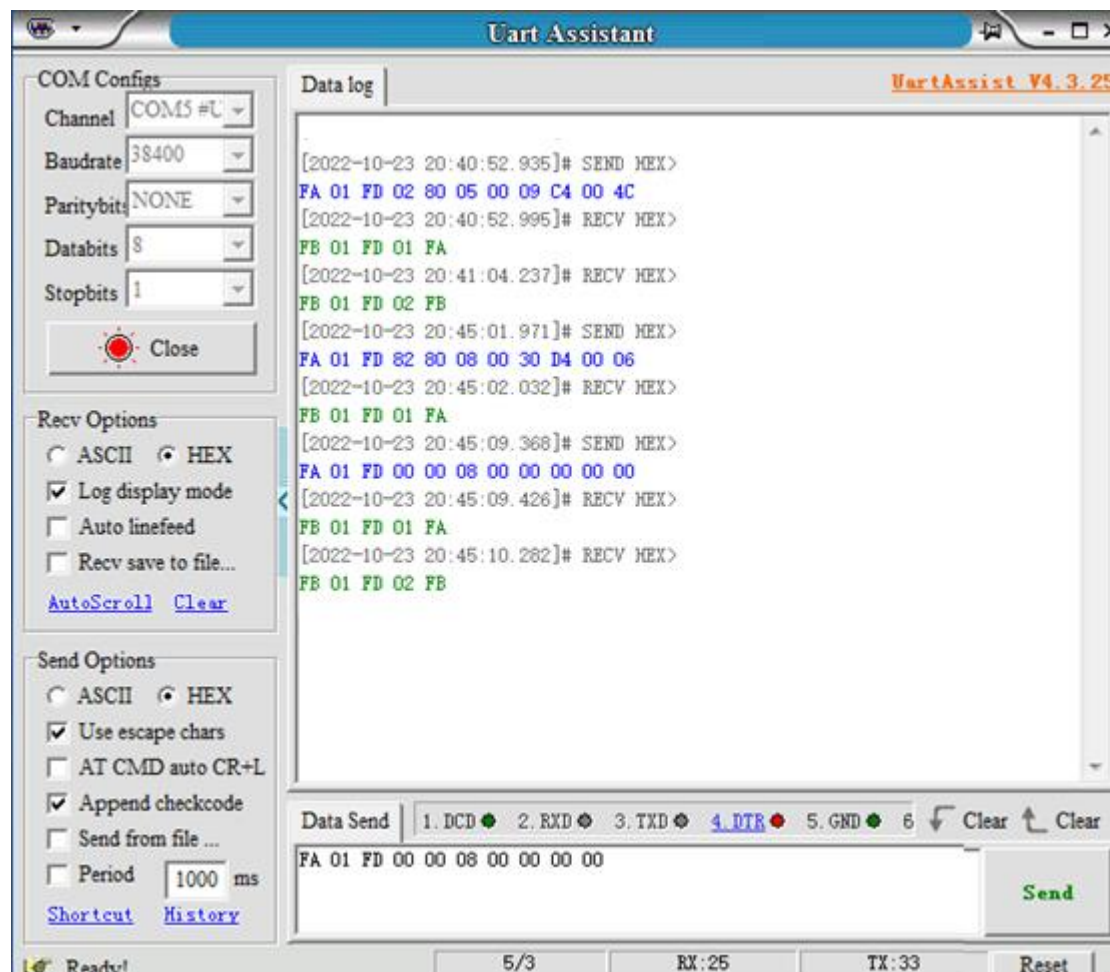 Uart Assistant
COM Configs
Channel COM5 #U
Baudrate 38400
Paritybits NONE
Databits 8
Stopbits 1
Close
Recv Options
ASCII HEX
Log display mode
Auto linefeed
Recv save to file...
AutoScroll Clear
Send Options
ASCII HEX
Use escape chars
AT CMD auto CR+L
Append checkcode
Send from file ...
Period 1000 ms
Shortcut History
Data log UartAssist V4.3.25
[2022-10-23 20:40:52.935]# SEND HEX>
FA 01 FD 02 80 05 00 09 C4 00 4C
[2022-10-23 20:40:52.995]# RECV HEX>
FB 01 FD 01 FA
[2022-10-23 20:41:04.237]# RECV HEX>
FB 01 FD 02 FB
[2022-10-23 20:45:01.971]# SEND HEX>
FA 01 FD 82 80 08 00 30 D4 00 06
[2022-10-23 20:45:02.032]# RECV HEX>
FB 01 FD 01 FA
[2022-10-23 20:45:09.368]# SEND HEX>
FA 01 FD 00 00 08 00 00 00 00 00
[2022-10-23 20:45:09.426]# RECV HEX>
FB 01 FD 01 FA
[2022-10-23 20:45:10.282]# RECV HEX>
FB 01 FD 02 FB
Data Send 1. DCD 2. RXD 3. TXD 4. DTR 5. GND 6 Clear Clear
FA 01 FD 00 00 08 00 00 00 00
Send
Ready! 5/3 RX:25 TX:33 Reset